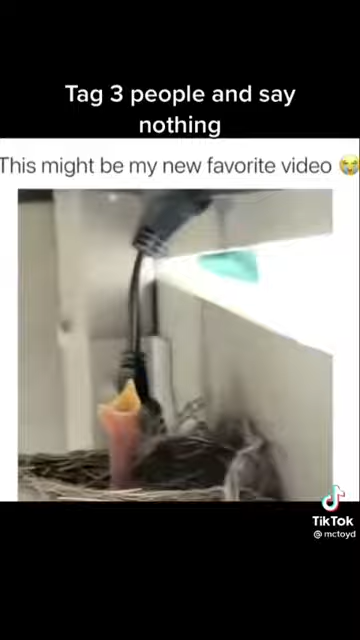 Tag 3 people and say
nothing
This might be my new favorite video 😭
TikTok
@mctoyd